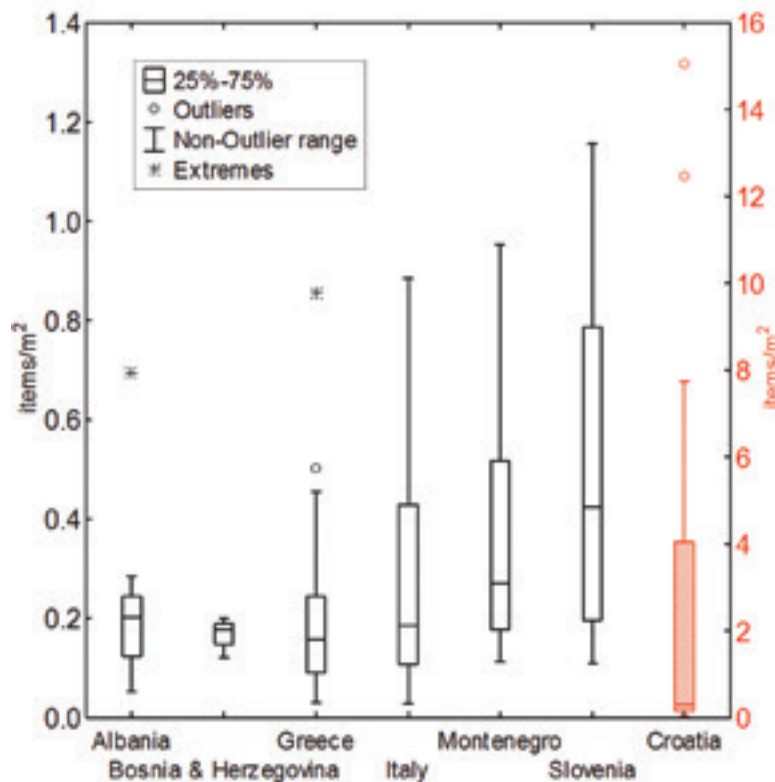 1.4
1.2
1.0
0.8
0.6
0.4
0.2
0.0
items/m²
25%-75%
Outliers
Non-Outlier range
Extremes
16
14
12
10
8
6
4
2
0
items/m²
Albania
Greece
Montenegro
Croatia
Bosnia & Herzegovina
Italy
Slovenia